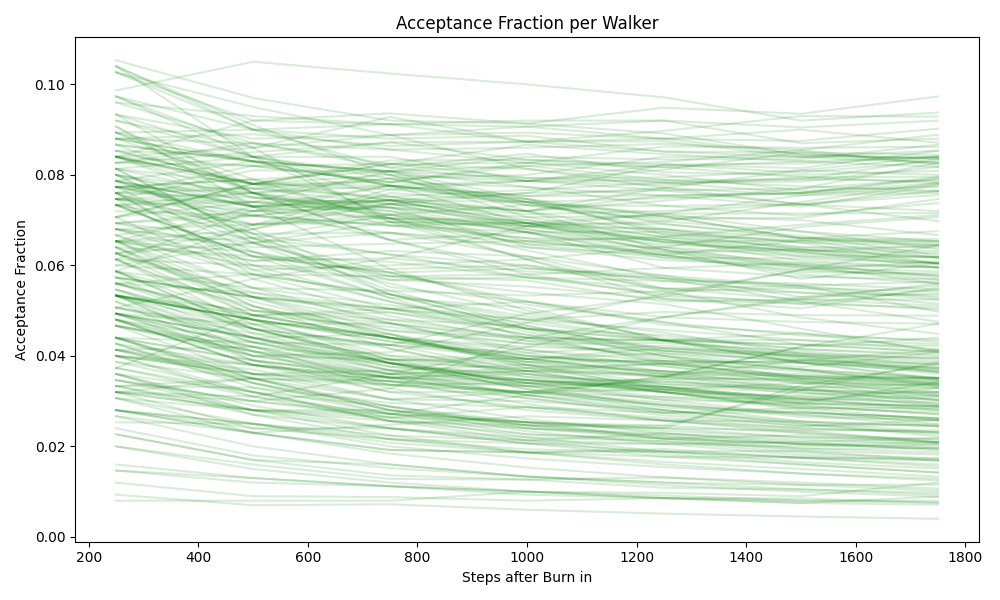 Acceptance Fraction per Walker
Acceptance Fraction
0.10
0.08
0.06
0.04
0.02
0.00
200 400 600 800 1000 1200 1400 1600 1800
Steps after Burn in